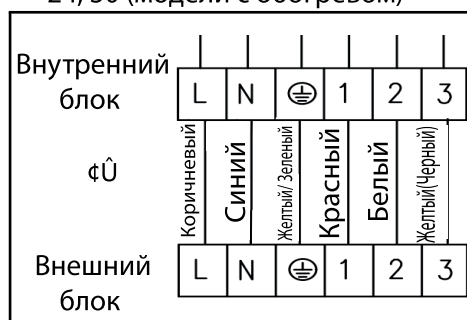 24/30 (модели с обогревом)
Внутренний
блок
L N 1 2 3
Коричневый Синий Желтый/ Зеленый Красный Белый Желтый(Черный)
¢Û
Внешний
блок
L N 1 2 3